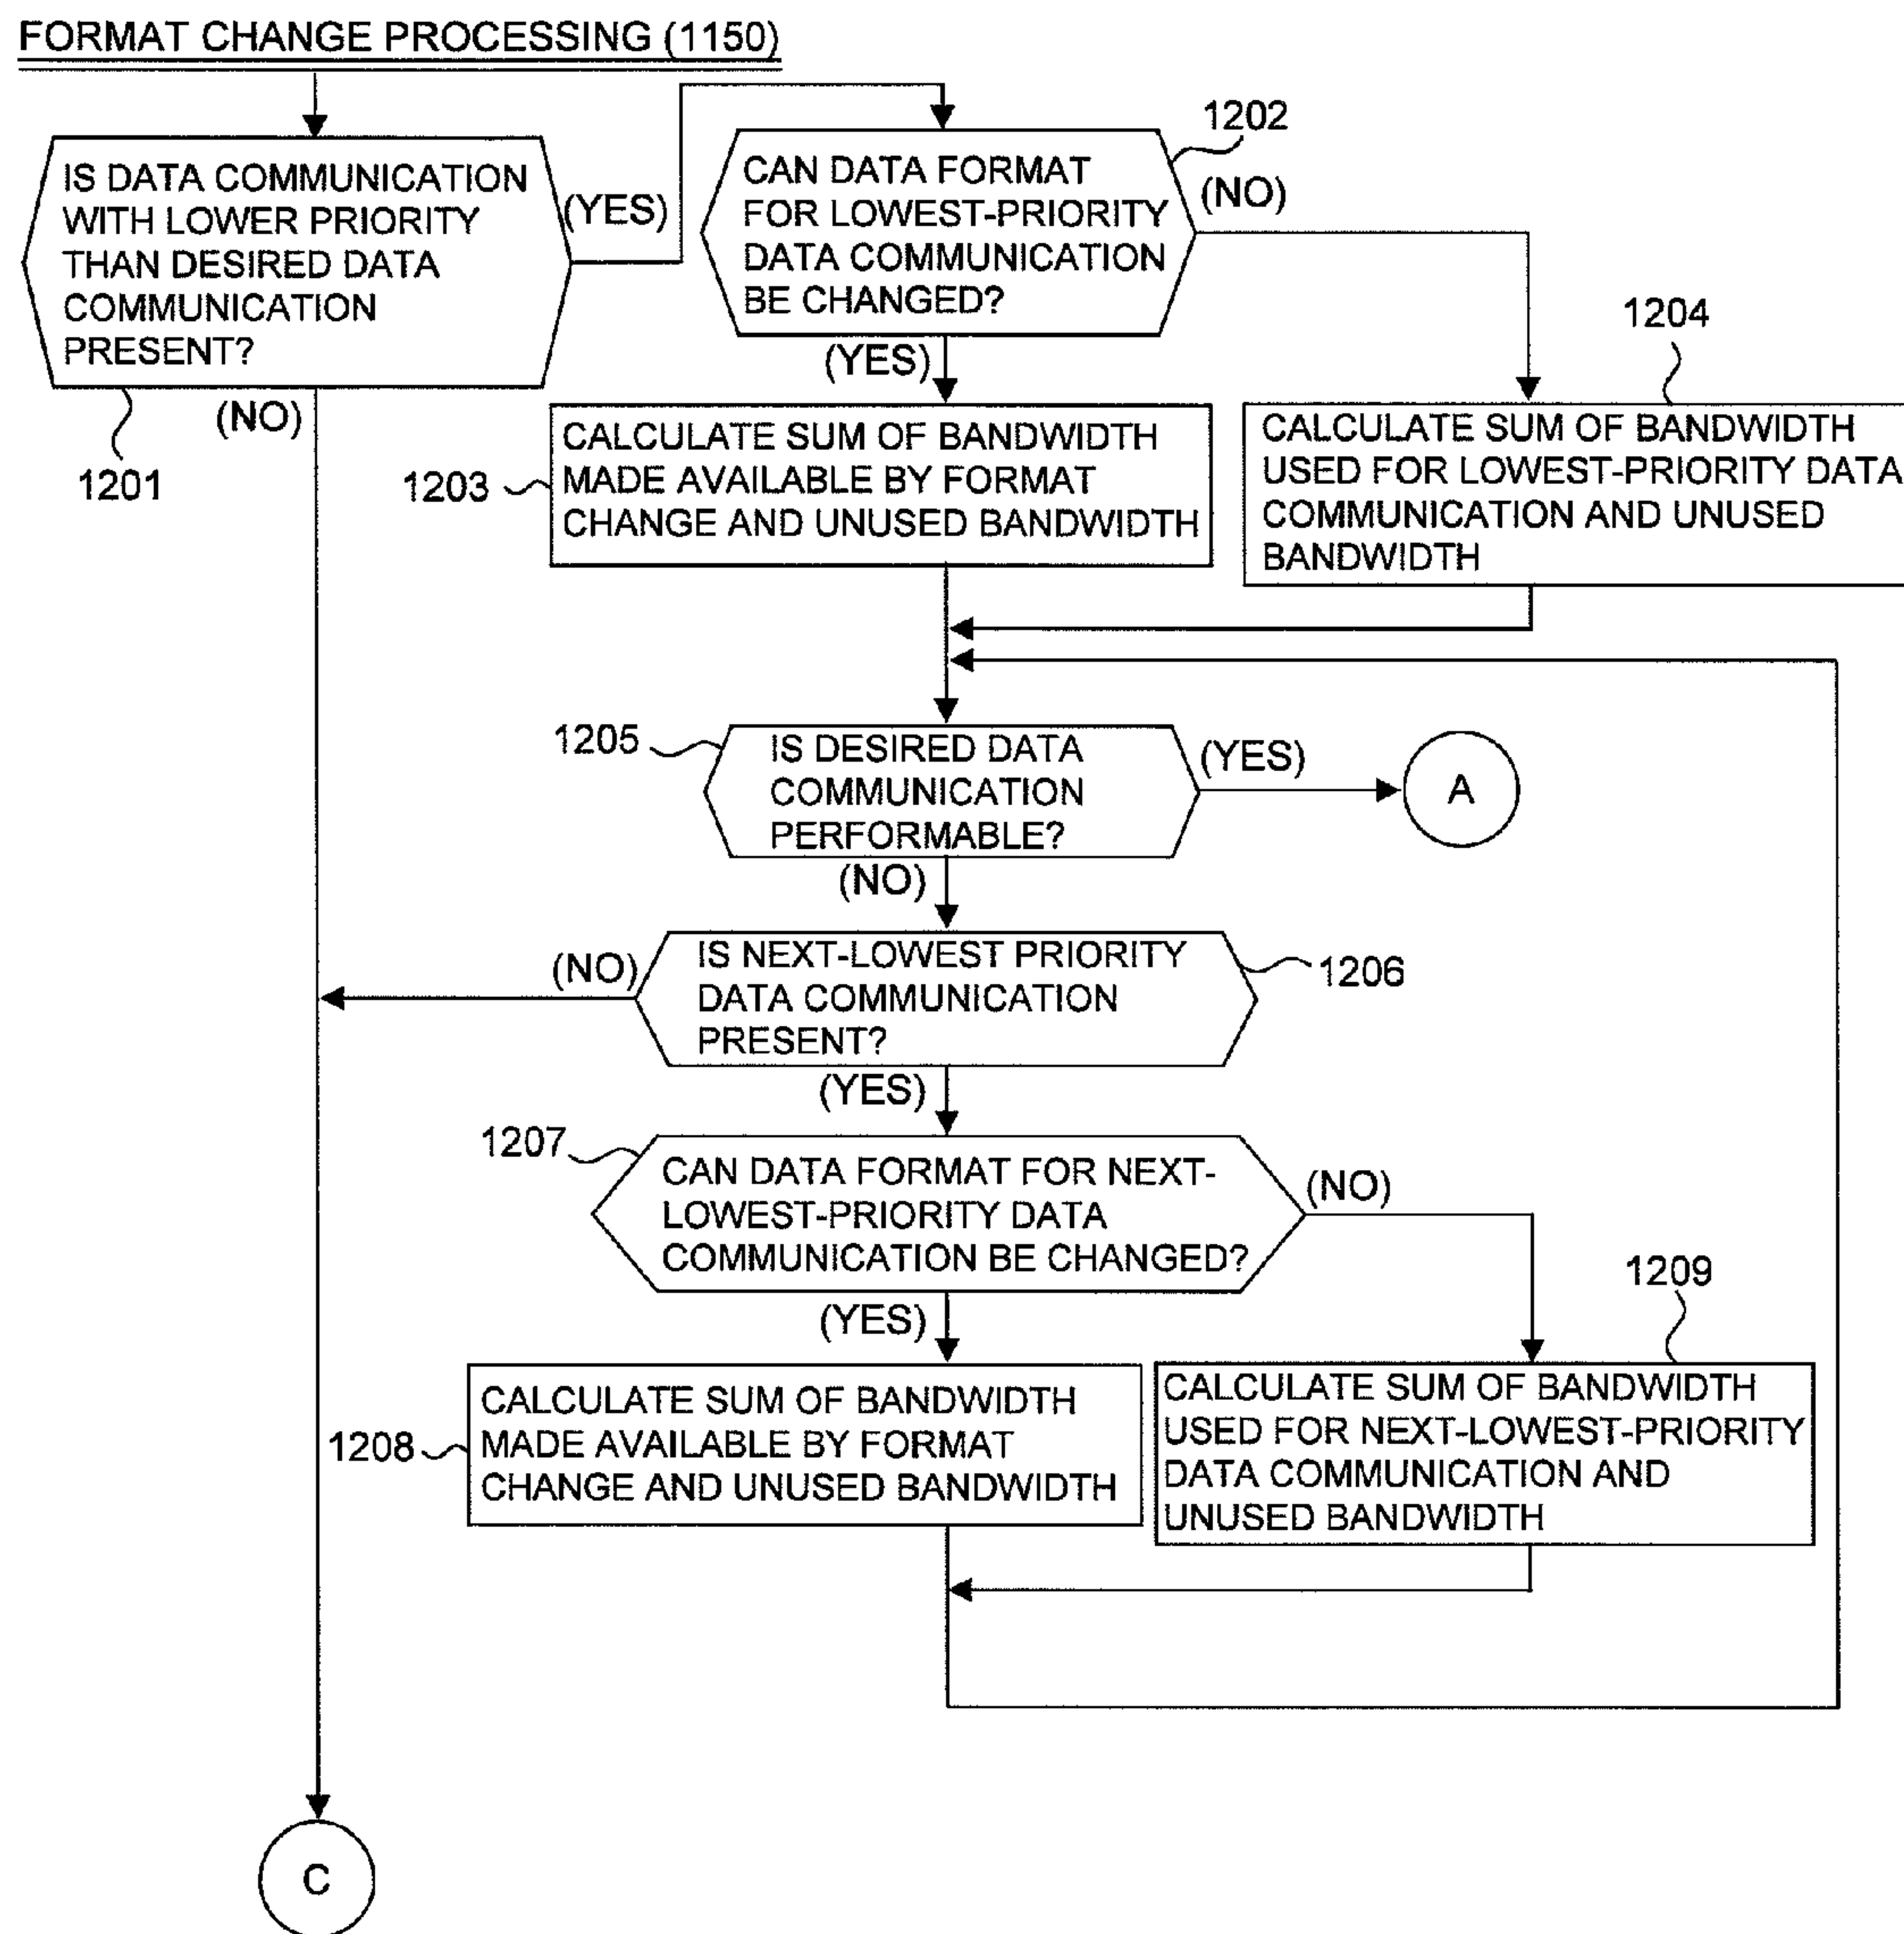 FORMAT CHANGE PROCESSING (1150)
IS DATA COMMUNICATION
WITH LOWER PRIORITY
THAN DESIRED DATA
COMMUNICATION
PRESENT?
(YES)
(NO)
1201
CAN DATA FORMAT
FOR LOWEST-PRIORITY
DATA COMMUNICATION
BE CHANGED?
1202
(NO)
(YES)
1203
CALCULATE SUM OF BANDWIDTH
MADE AVAILABLE BY FORMAT
CHANGE AND UNUSED BANDWIDTH
1204
CALCULATE SUM OF BANDWIDTH
USED FOR LOWEST-PRIORITY DATA
COMMUNICATION AND UNUSED
BANDWIDTH
1205
IS DESIRED DATA
COMMUNICATION
PERFORMABLE?
(YES)
A
(NO)
(NO)
IS NEXT-LOWEST PRIORITY
DATA COMMUNICATION
PRESENT?
1206
(YES)
1207
CAN DATA FORMAT FOR NEXT-
LOWEST-PRIORITY DATA
COMMUNICATION BE CHANGED?
(NO)
(YES)
1208
CALCULATE SUM OF BANDWIDTH
MADE AVAILABLE BY FORMAT
CHANGE AND UNUSED BANDWIDTH
1209
CALCULATE SUM OF BANDWIDTH
USED FOR NEXT-LOWEST-PRIORITY
DATA COMMUNICATION AND
UNUSED BANDWIDTH
C